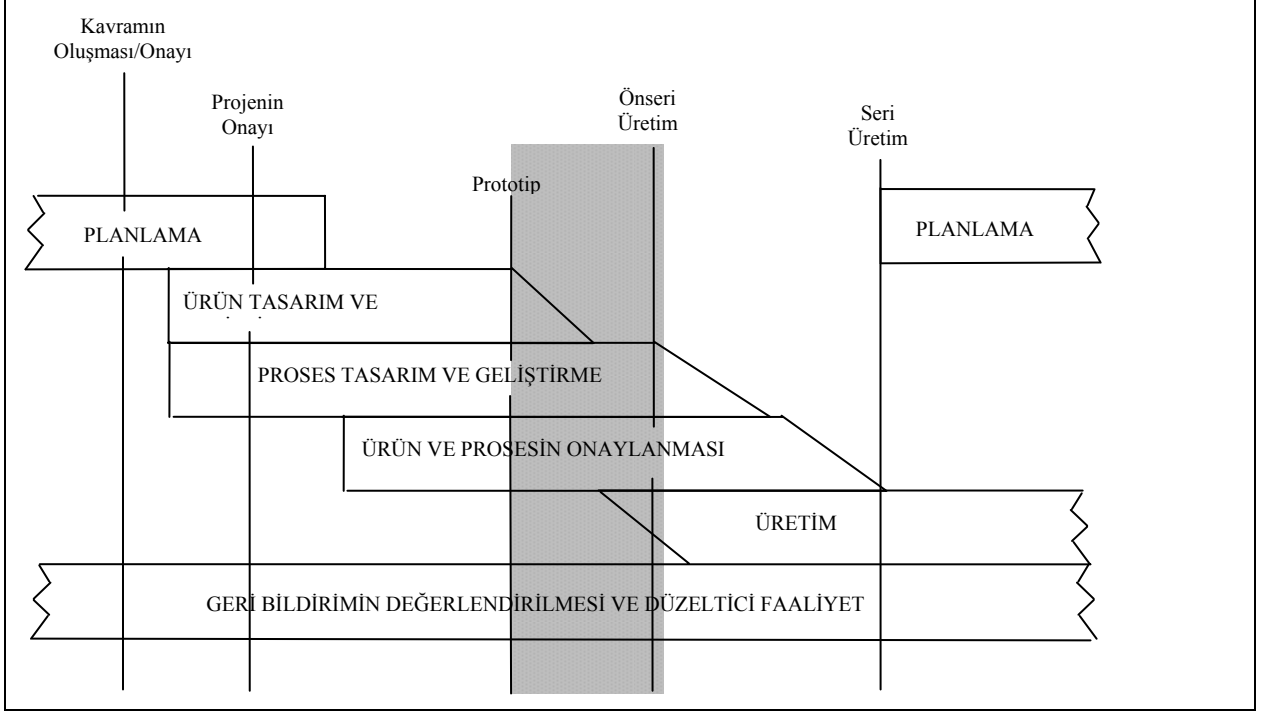 Kavramın
Oluşması/Onayı
Projenin
Onayı
Önseri
Üretim
Seri
Üretim
Prototip
PLANLAMA
PLANLAMA
ÜRÜN TASARIM VE
PROSES TASARIM VE GELİŞTİRME
ÜRÜN VE PROSESİN ONAYLANMASI
ÜRETİM
GERİ BİLDİRİMİN DEĞERLENDİRİLMESİ VE DÜZELTİCİ FAALİYET